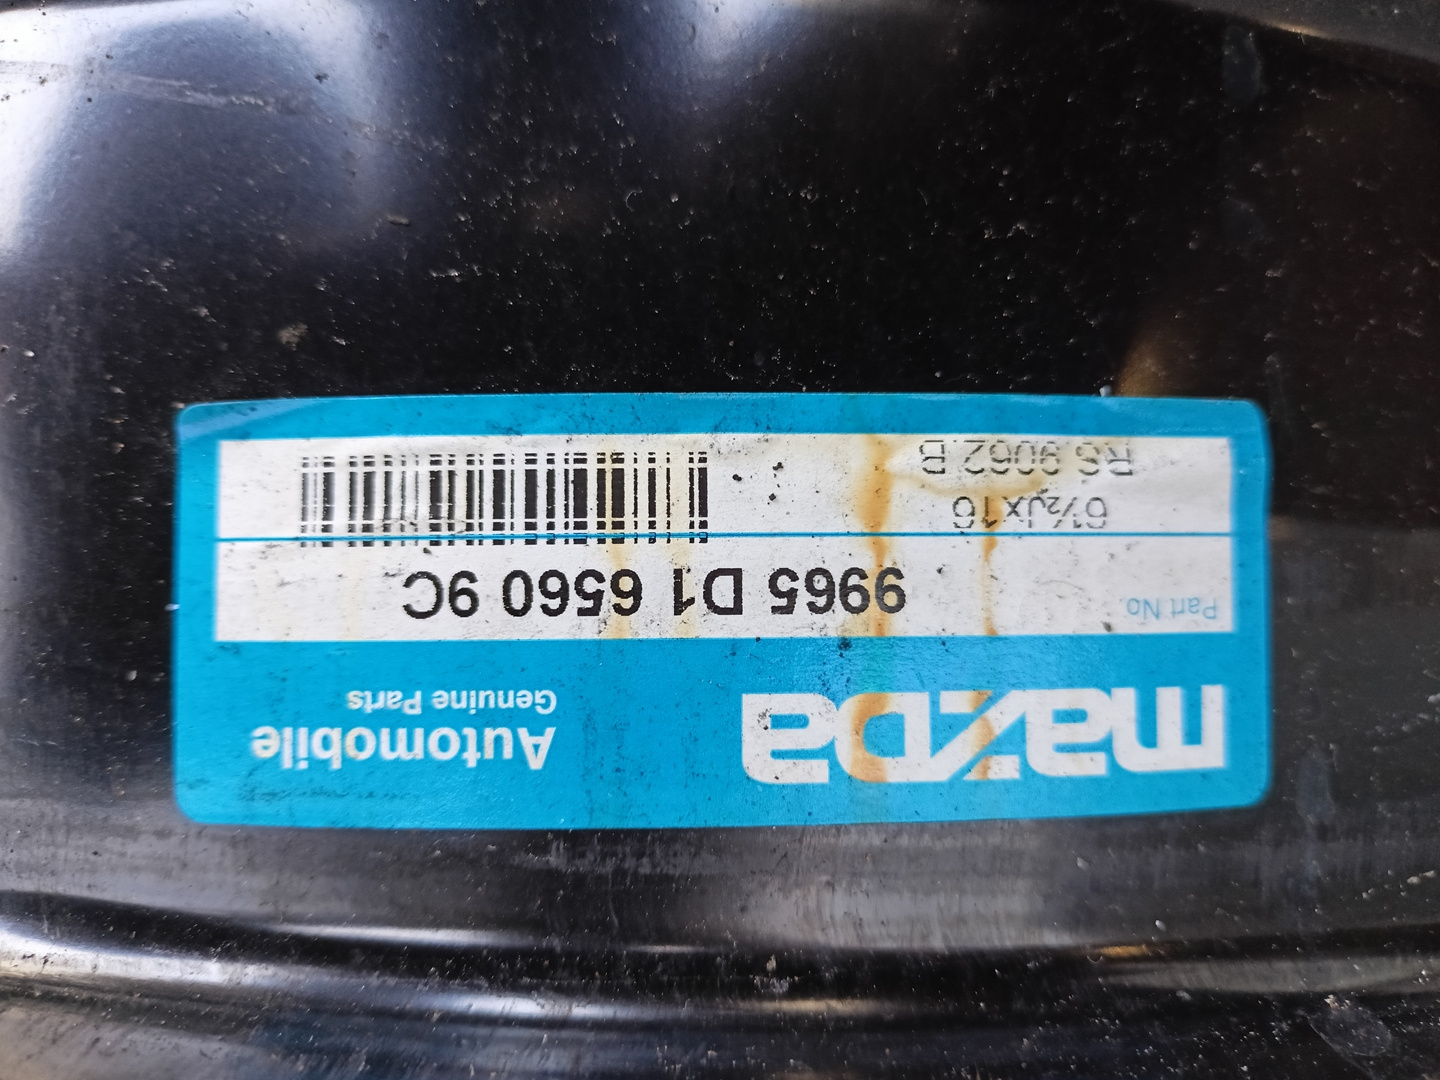 mazDa
Automobile
Genuine Parts
Part No
9965 D1 6560 9C
6½Jx16
RS.9062.B